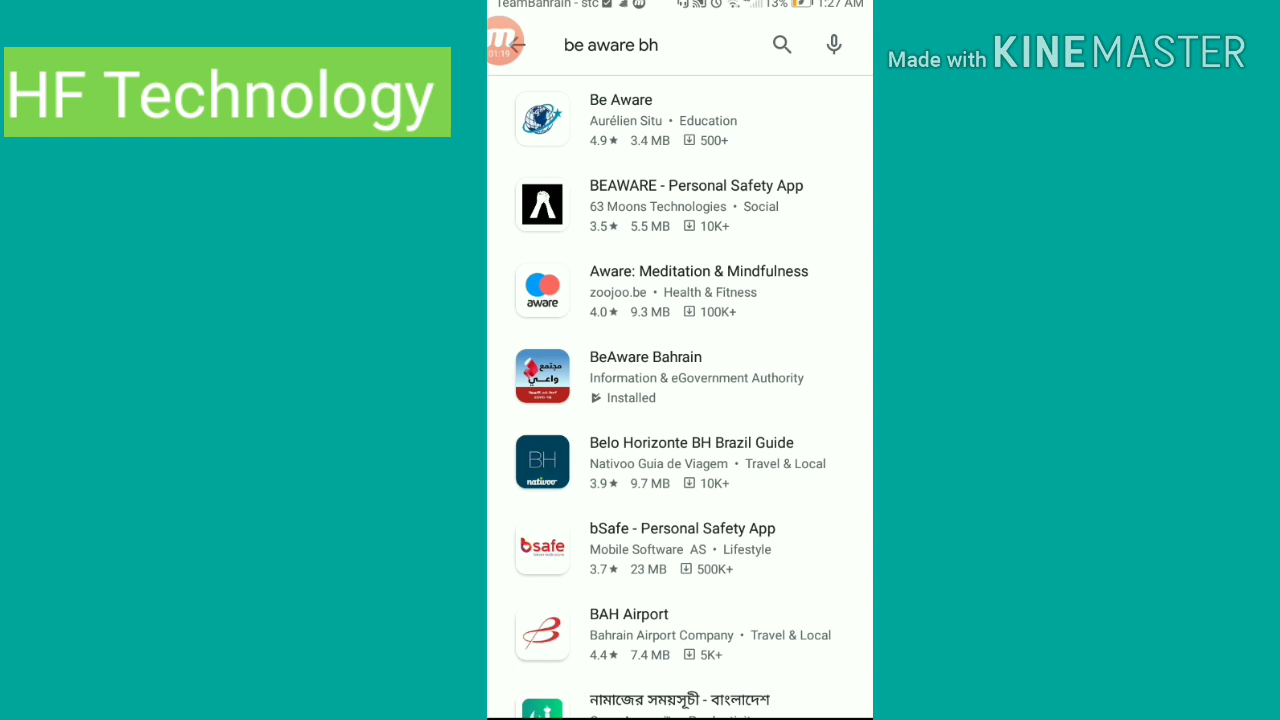 TeamBahrain - stc 13% 1:27 AM
HF Technology
Made with KINEMASTER
01:19
be aware bh
Be Aware
Aurélien Situ • Education
4.9★ 3.4 MB 500+
BEAWARE - Personal Safety App
63 Moons Technologies • Social
3.5★ 5.5 MB 10K+
Aware: Meditation & Mindfulness
zoojoo.be • Health & Fitness
4.0★ 9.3 MB 100K+
aware
BeAware Bahrain
Information & eGovernment Authority
Installed
مجتمع
واعي
Belo Horizonte BH Brazil Guide
Nativoo Guia de Viagem • Travel & Local
3.9★ 9.7 MB 10K+
BH
nativoo
bSafe - Personal Safety App
Mobile Software AS • Lifestyle
3.7★ 23 MB 500K+
bsafe
BAH Airport
Bahrain Airport Company • Travel & Local
4.4★ 7.4 MB 5K+
নামাজের সময়সূচী - বাংলাদেশ